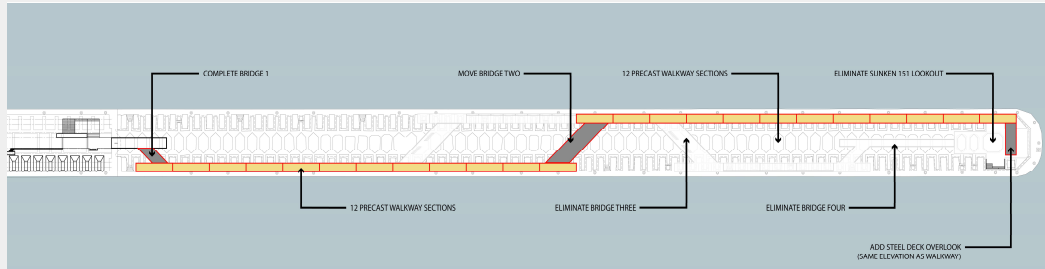 COMPLETE BRIDGE 1
MOVE BRIDGE TWO
12 PRECAST WALKWAY SECTIONS
ELIMINATE SUNKEN 151 LOOKOUT
12 PRECAST WALKWAY SECTIONS
ELIMINATE BRIDGE THREE
ELIMINATE BRIDGE FOUR
ADD STEEL DECK OVERLOOK
(SAME ELEVATION AS WALKWAY)